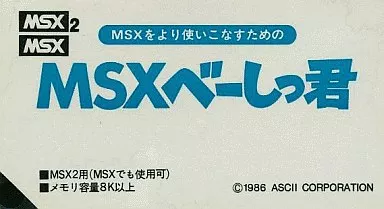 MSX 2
MSX
MSXをより使いこなすための
MSXべーしっ君
■MSX2用(MSXでも使用可)
■メモリ容量8K以上
©1986 ASCII CORPORATION